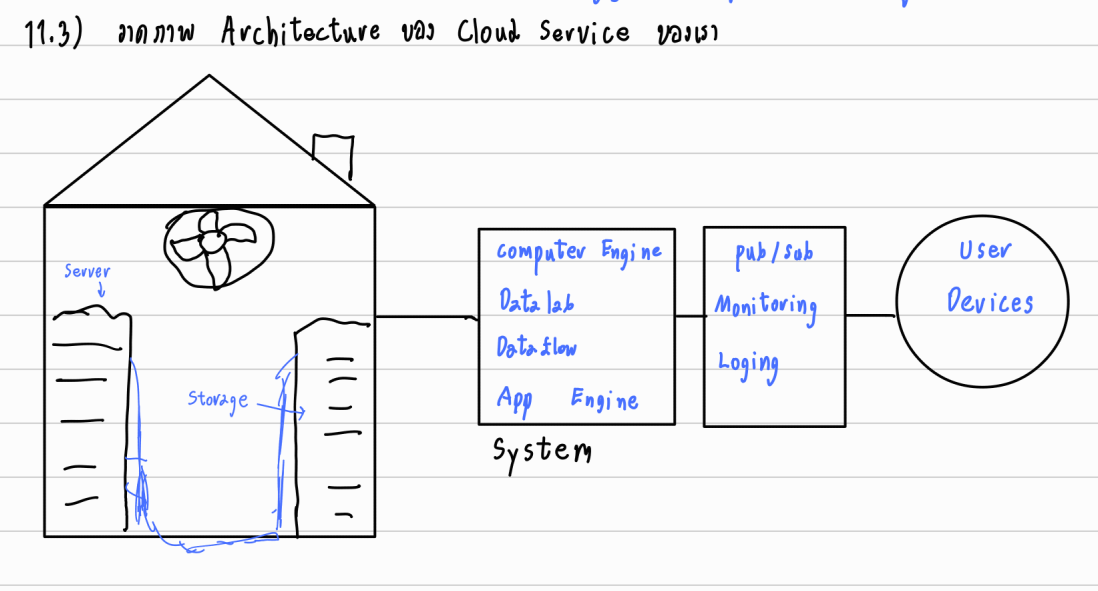 11.3) วาดภาพ Architecture ของ Cloud Service ของเรา
Server
Storage
Computer Engine
Data lab
Data flow
App Engine
System
pub/sub
Monitoring
Loging
User
Devices